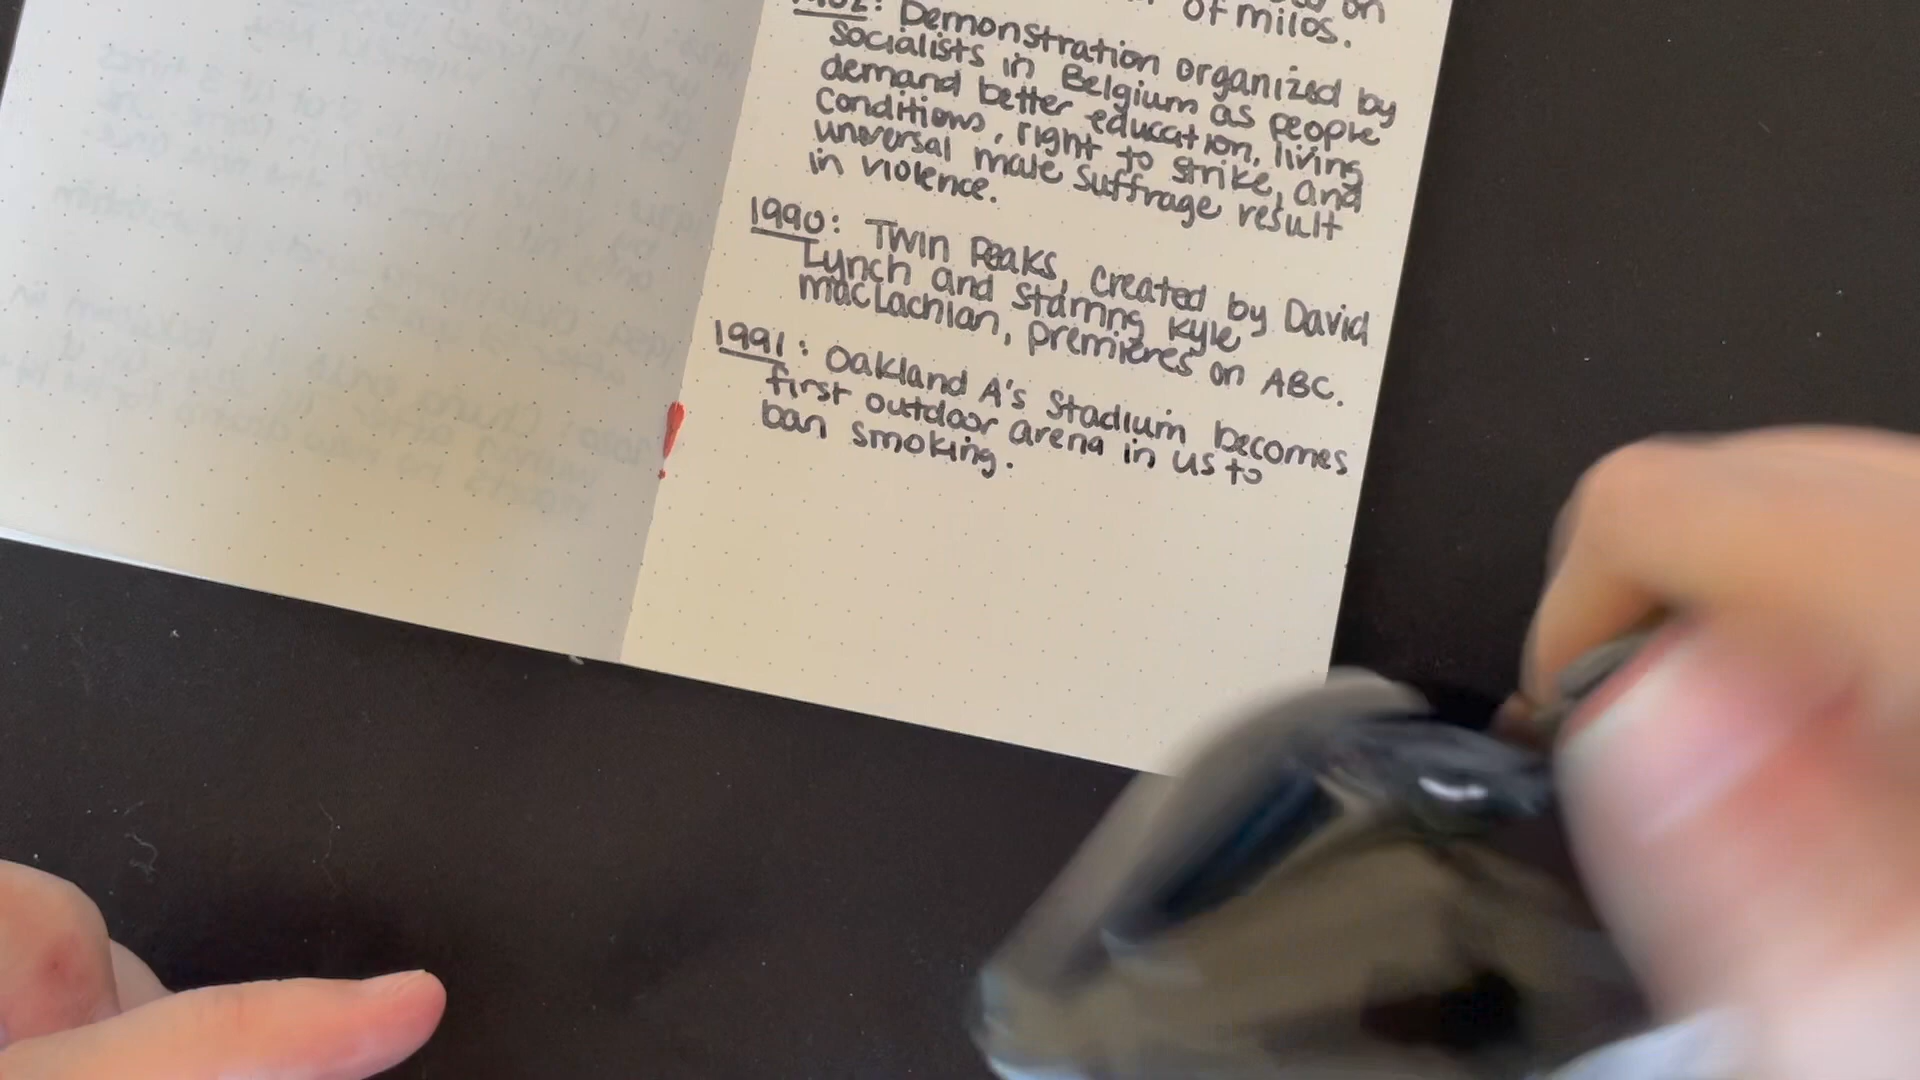 on
of milos.
1902: Demonstration organized by
Socialists in Belgium as people
demand better education, living
conditions, right to strike, and
universal male suffrage result
in violence.
1990: Twin Peaks, created by David
Lynch and starring Kyle
MacLachlan, premieres on ABC.
1991: Oakland A's Stadium becomes
first outdoor arena in US to
ban smoking.
!